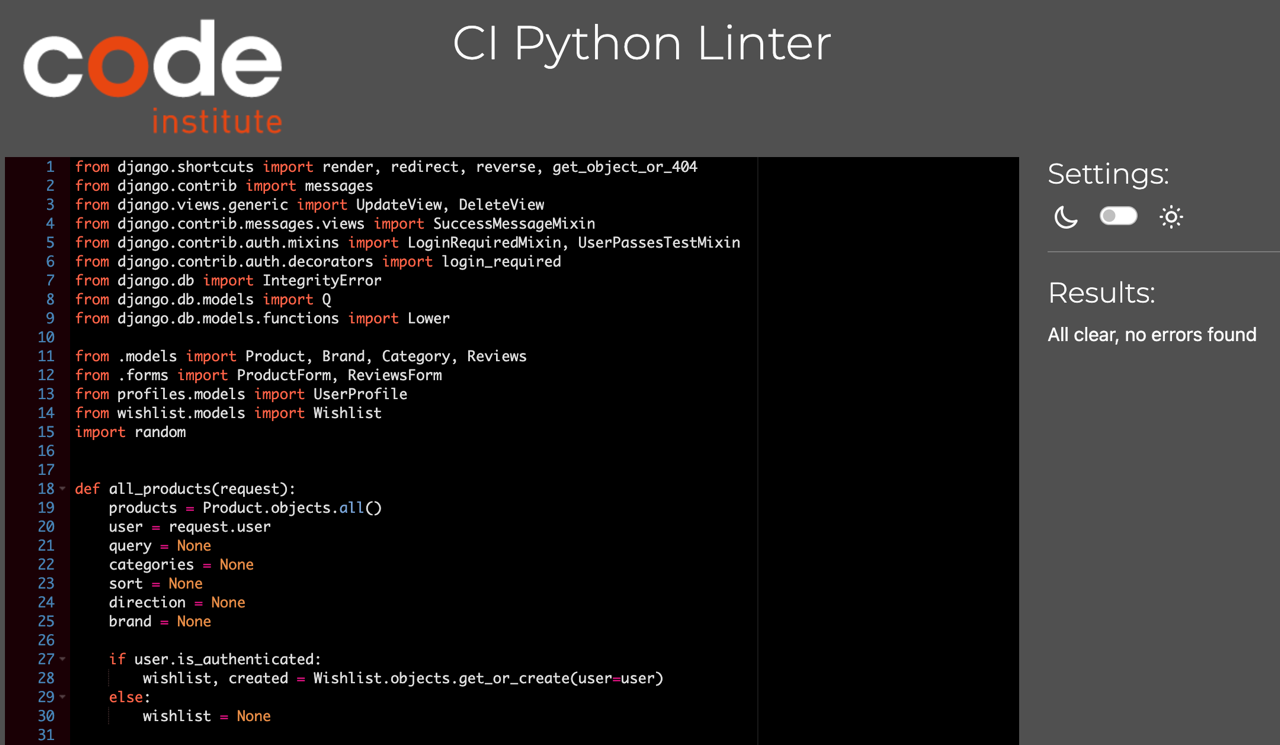 code
institute
CI Python Linter
1 from django.shortcuts import render, redirect, reverse, get_object_or_404
2 from django.contrib import messages
3 from django.views.generic import UpdateView, DeleteView
4 from django.contrib.messages.views import SuccessMessageMixin
5 from django.contrib.auth.mixins import LoginRequiredMixin, UserPassesTestMixin
6 from django.contrib.auth.decorators import login_required
7 from django.db import IntegrityError
8 from django.db.models import Q
9 from django.db.models.functions import Lower
10
11 from .models import Product, Brand, Category, Reviews
12 from .forms import ProductForm, ReviewsForm
13 from profiles.models import UserProfile
14 from wishlist.models import Wishlist
15 import random
16
17
18 def all_products(request):
19     products = Product.objects.all()
20     user = request.user
21     query = None
22     categories = None
23     sort = None
24     direction = None
25     brand = None
26
27     if user.is_authenticated:
28         wishlist, created = Wishlist.objects.get_or_create(user=user)
29     else:
30         wishlist = None
31
Settings:
Results:
All clear, no errors found